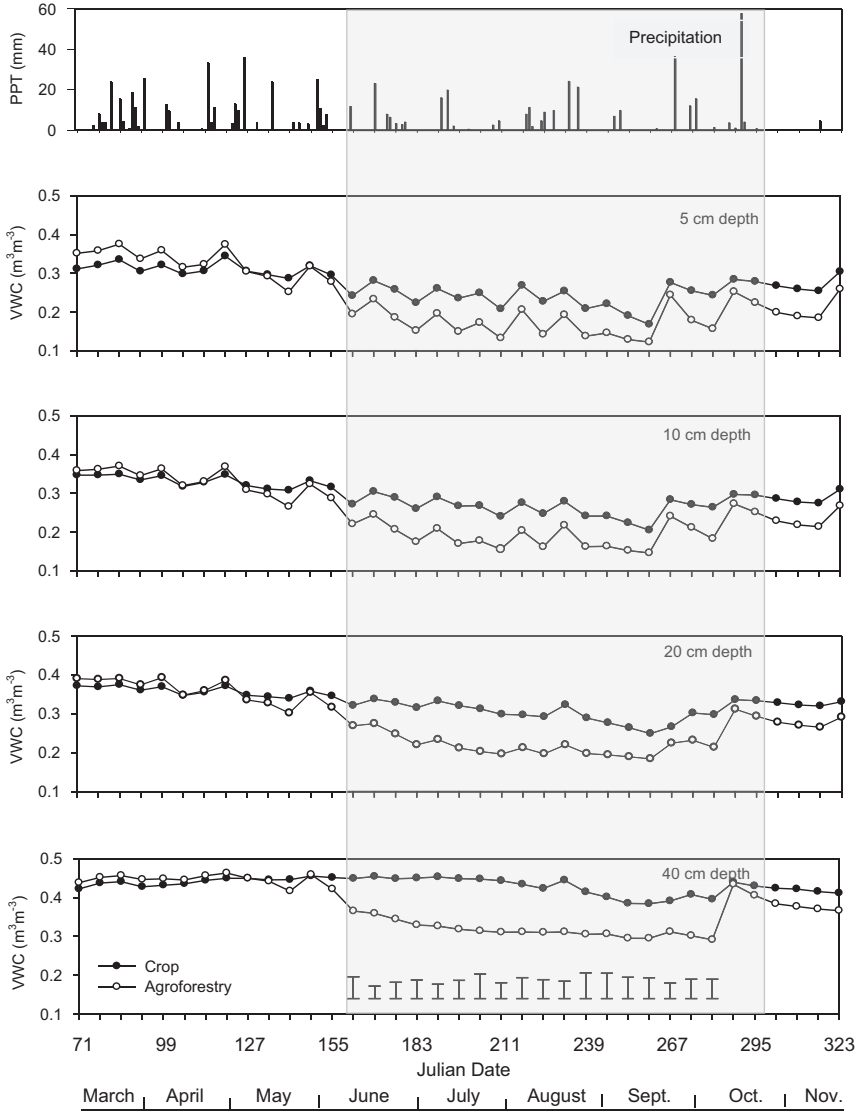 60
40
20
0
PPT (mm)
Precipitation
0.5
0.4
0.3
0.2
0.1
VWC (m³m⁻³)
5 cm depth
0.5
0.4
0.3
0.2
0.1
VWC (m³m⁻³)
10 cm depth
0.5
0.4
0.3
0.2
0.1
VWC (m³m⁻³)
20 cm depth
0.5
0.4
0.3
0.2
0.1
VWC (m³m⁻³)
40 cm depth
Crop
Agroforestry
71 99 127 155 183 211 239 267 295 323
Julian Date
March April May June July August Sept. Oct. Nov.